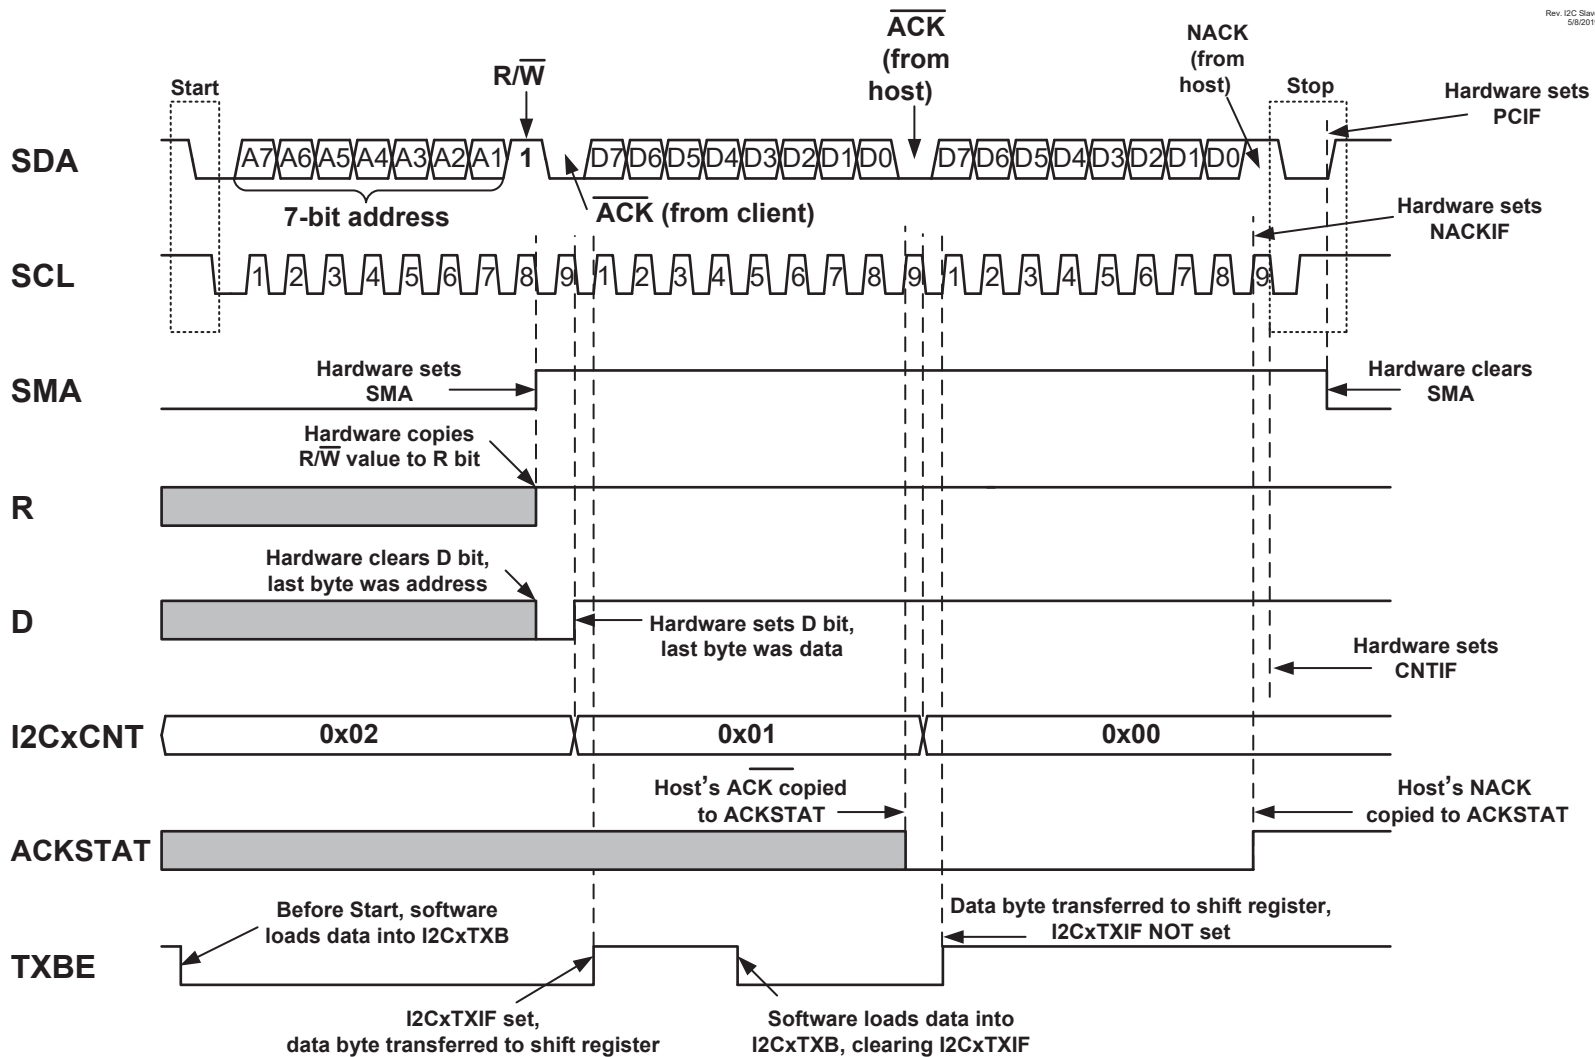 Rev. I2C Slav
5/8/201
Start
R/W
ACK
(from
host)
NACK
(from
host)
Stop
Hardware sets
PCIF
SDA
A7 A6 A5 A4 A3 A2 A1 1 D7 D6 D5 D4 D3 D2 D1 D0 D7 D6 D5 D4 D3 D2 D1 D0
7-bit address
ACK (from client)
Hardware sets
NACKIF
SCL
1 2 3 4 5 6 7 8 9 1 2 3 4 5 6 7 8 9 1 2 3 4 5 6 7 8 9
SMA
Hardware sets
SMA
Hardware clears
SMA
Hardware copies
R/W value to R bit
R
Hardware clears D bit,
last byte was address
D
Hardware sets D bit,
last byte was data
Hardware sets
CNTIF
I2CxCNT
0x02 0x01 0x00
Host's ACK copied
to ACKSTAT
Host's NACK
copied to ACKSTAT
ACKSTAT
Before Start, software
loads data into I2CxTXB
Data byte transferred to shift register,
I2CxTXIF NOT set
TXBE
I2CxTXIF set,
data byte transferred to shift register
Software loads data into
I2CxTXB, clearing I2CxTXIF